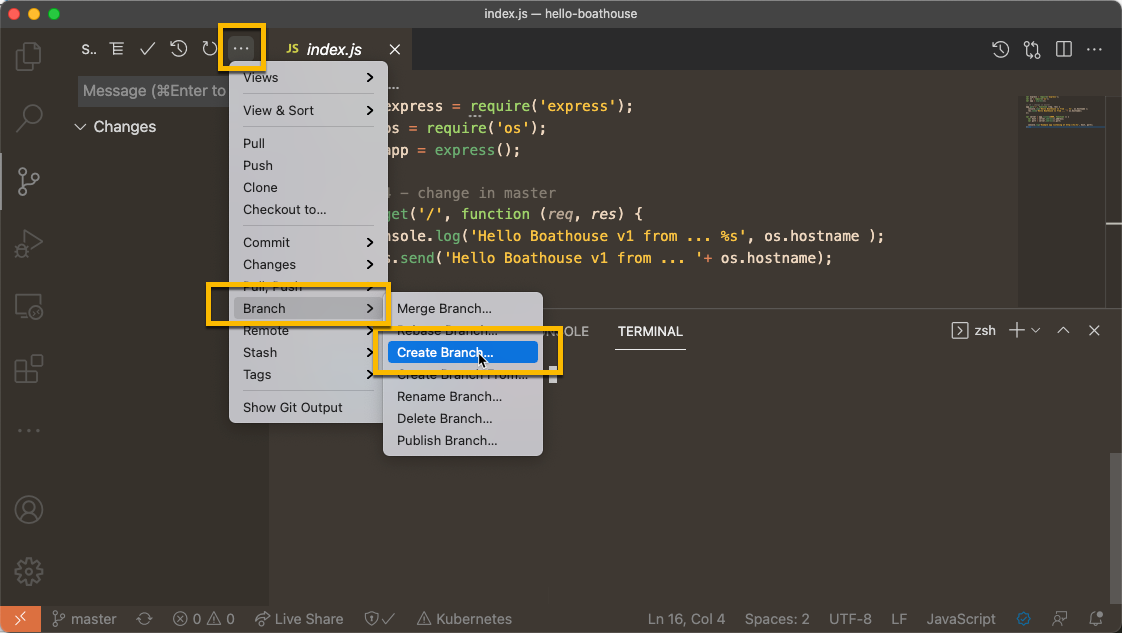 index.js — hello-boathouse
S..
JS index.js
Message (⌘Enter to
Changes
Views
View & Sort
Pull
Push
Clone
Checkout to...
Commit
Changes
Pull, Push
Branch
Remote
Stash
Tags
Show Git Output
Merge Branch...
Rebase Branch...
Create Branch...
Create Branch From...
Rename Branch...
Delete Branch...
Publish Branch...
express = require('express');
os = require('os');
app = express();
– change in master
get('/', function (req, res) {
nsole.log('Hello Boathouse v1 from ... %s', os.hostname );
s.send('Hello Boathouse v1 from ... '+ os.hostname);
OLE
TERMINAL
zsh
master
0
0
Live Share
Kubernetes
Ln 16, Col 4
Spaces: 2
UTF-8
LF
JavaScript